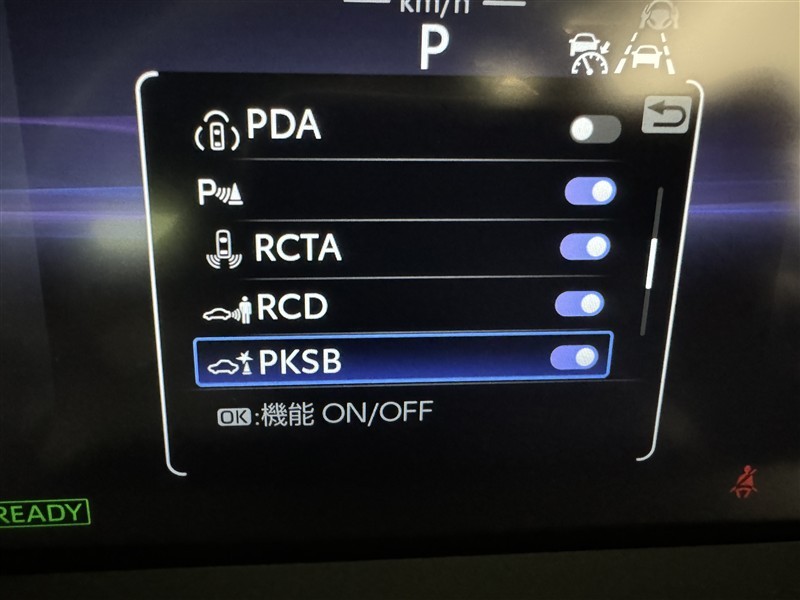 km/h
P
PDA
P
RCTA
RCD
PKSB
OK:機能 ON/OFF
READY